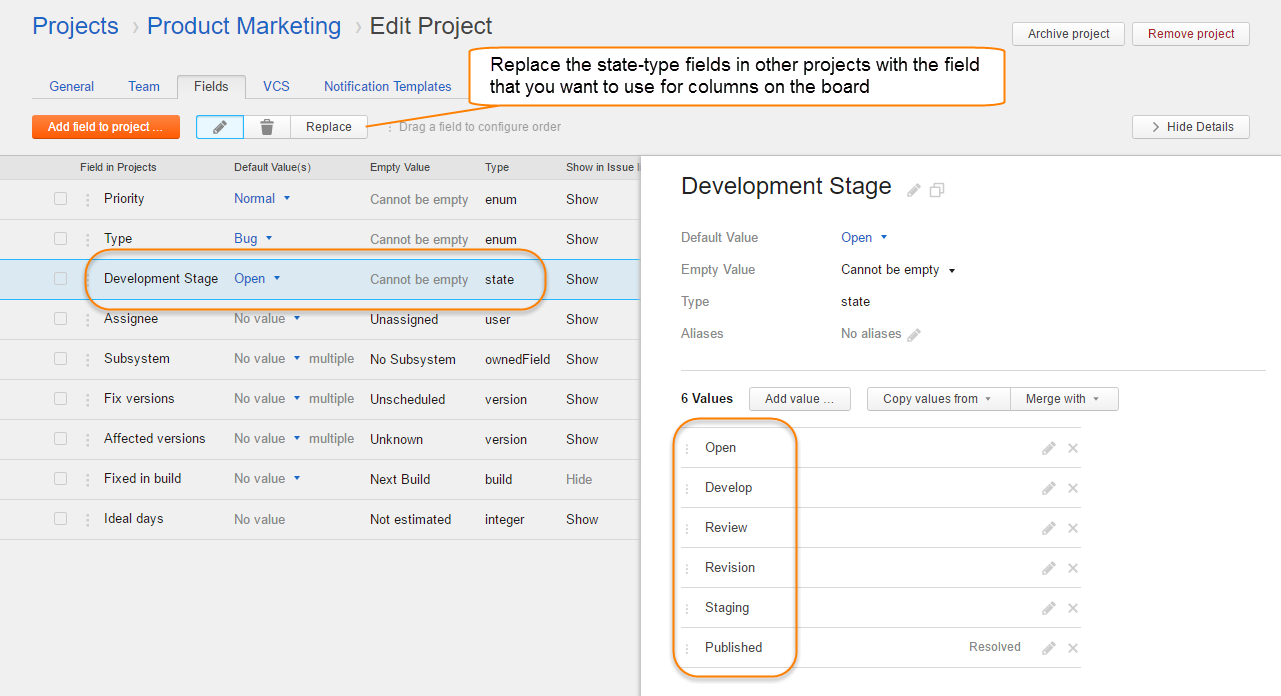 Projects › Product Marketing › Edit Project
Archive project
Remove project
Replace the state-type fields in other projects with the field
that you want to use for columns on the board
General
Team
Fields
VCS
Notification Templates
Add field to project ...
Replace
Drag a field to configure order
Hide Details
Field in Projects Default Value(s) Empty Value Type Show in Issue
Priority Normal Cannot be empty enum Show
Type Bug Cannot be empty enum Show
Development Stage Open Cannot be empty state Show
Assignee No value Unassigned user Show
Subsystem No value multiple No Subsystem ownedField Show
Fix versions No value multiple Unscheduled version Show
Affected versions No value multiple Unknown version Show
Fixed in build No value Next Build build Hide
Ideal days No value Not estimated integer Show
Development Stage
Default Value Open
Empty Value Cannot be empty
Type state
Aliases No aliases
6 Values
Add value ...
Copy values from
Merge with
Open
Develop
Review
Revision
Staging
Published Resolved